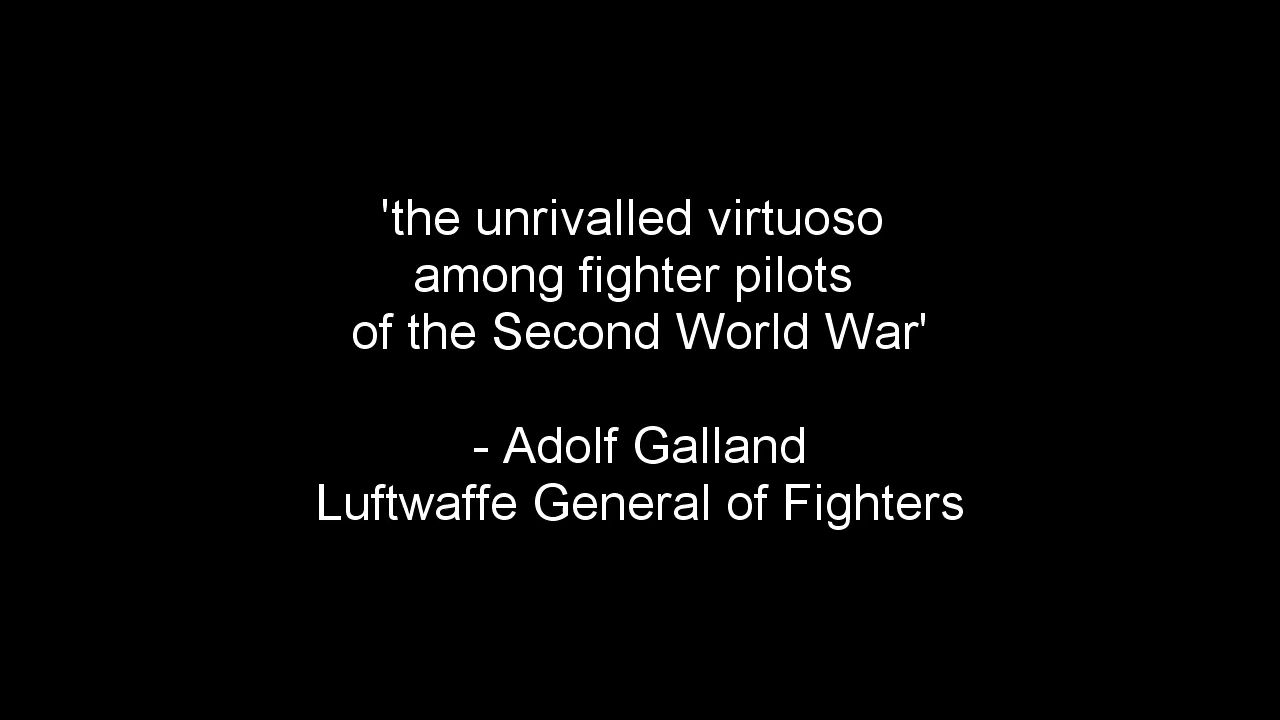 'the unrivalled virtuoso
among fighter pilots
of the Second World War'
- Adolf Galland
Luftwaffe General of Fighters